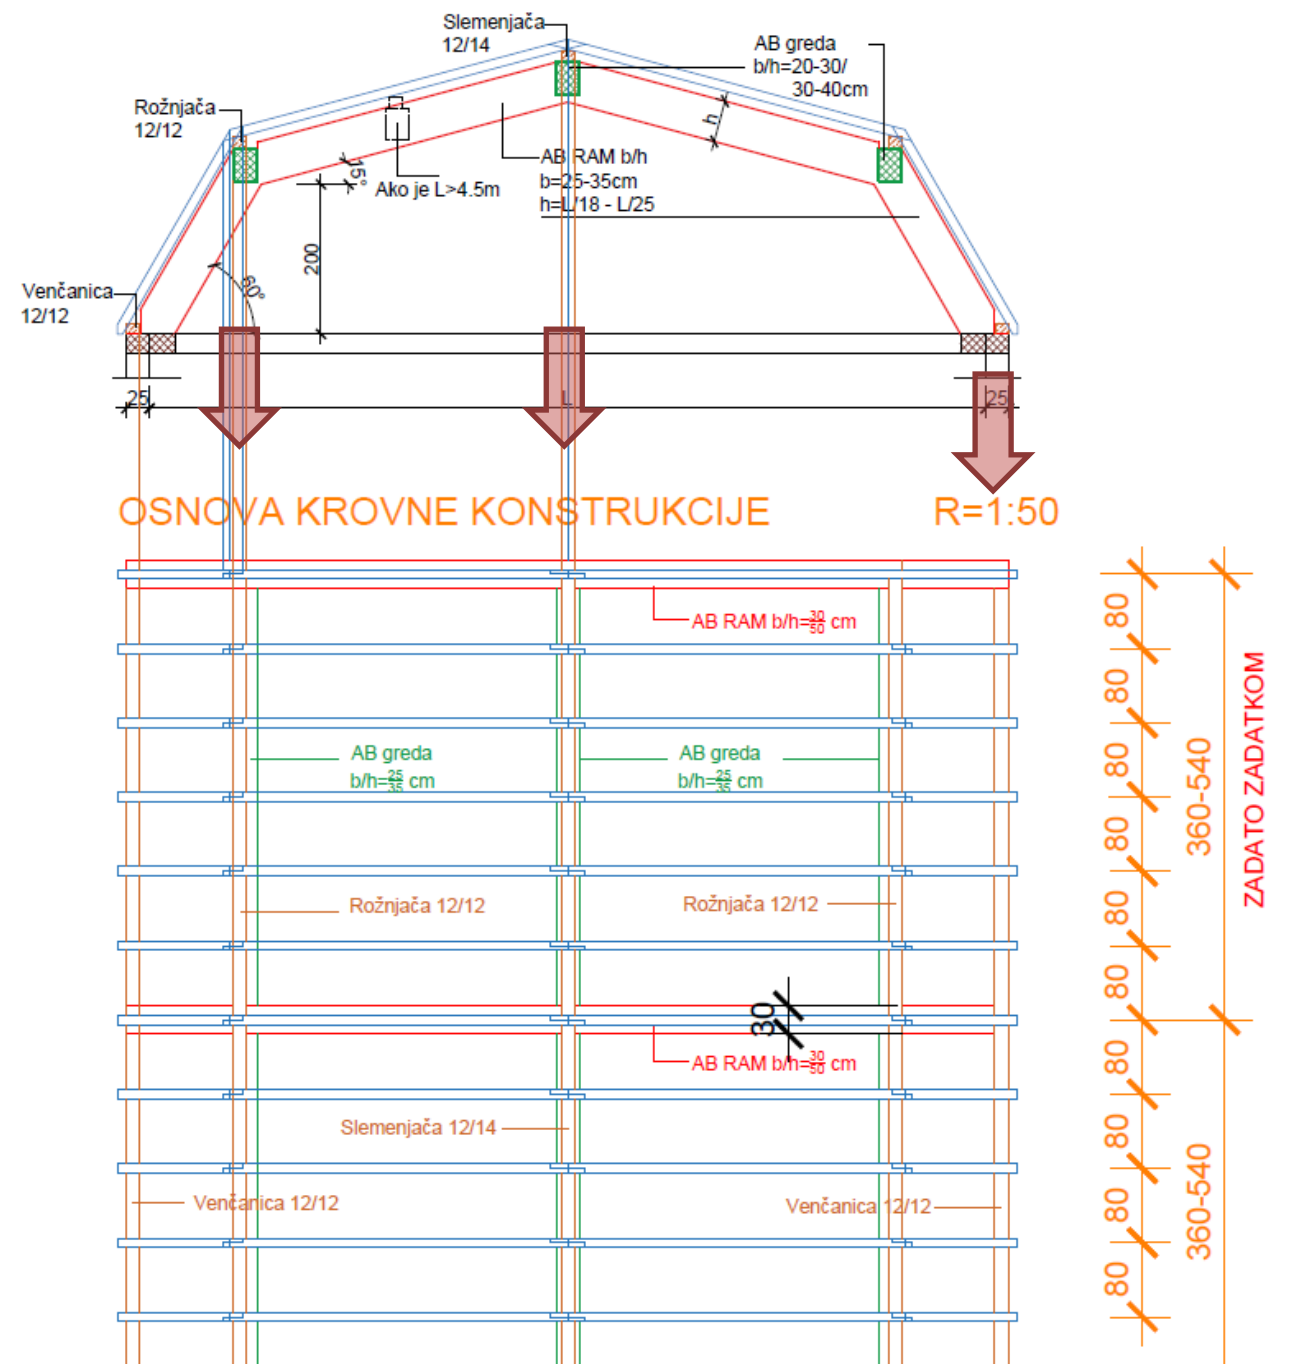 Slemenjača
12/14
AB greda
b/h=20-30/
30-40cm
Rožnjača
12/12
h
AB RAM b/h
b=25-35cm
h=L/18 - L/25
15°
Ako je L>4.5m
200
60°
Venčanica
12/12
25
L
25
OSNOVA KROVNE KONSTRUKCIJE R=1:50
AB RAM b/h=30/50 cm
80
80
80
80
80
80
360-540
ZADATO ZADATKOM
AB greda
b/h=25/35 cm
AB greda
b/h=25/35 cm
Rožnjača 12/12
Rožnjača 12/12
30
AB RAM b/h=30/50 cm
Slemenjača 12/14
Venčanica 12/12
Venčanica 12/12
80
80
80
80
360-540